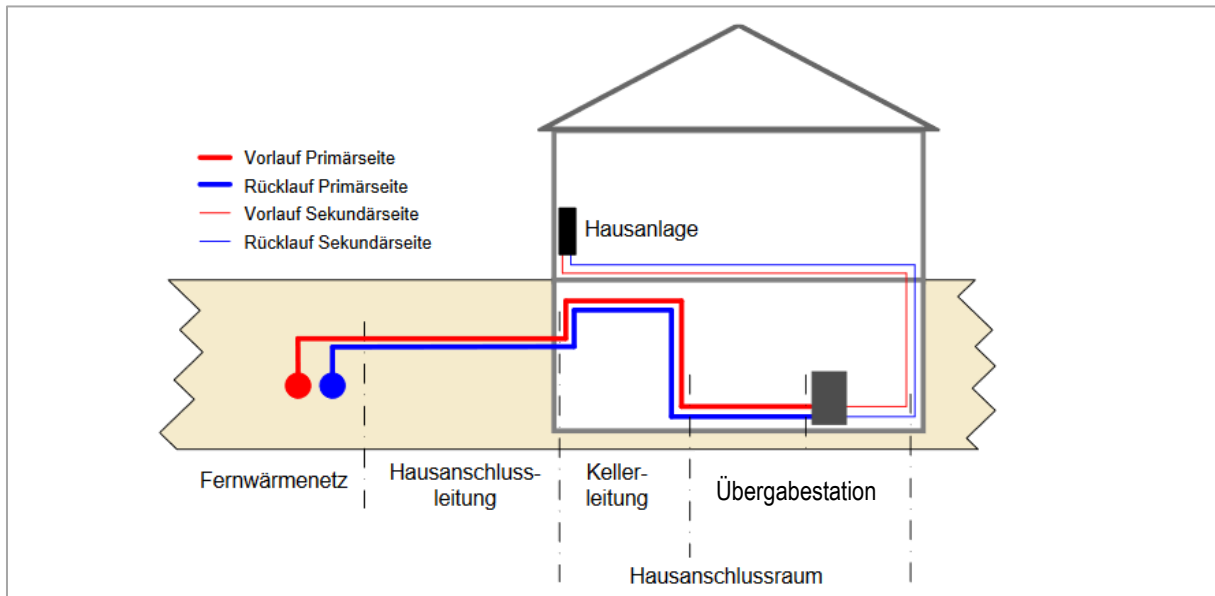 Vorlauf Primärseite
Rücklauf Primärseite
Vorlauf Sekundärseite
Rücklauf Sekundärseite
Hausanlage
Fernwärmenetz
Hausanschluss-
leitung
Keller-
leitung
Übergabestation
Hausanschlussraum